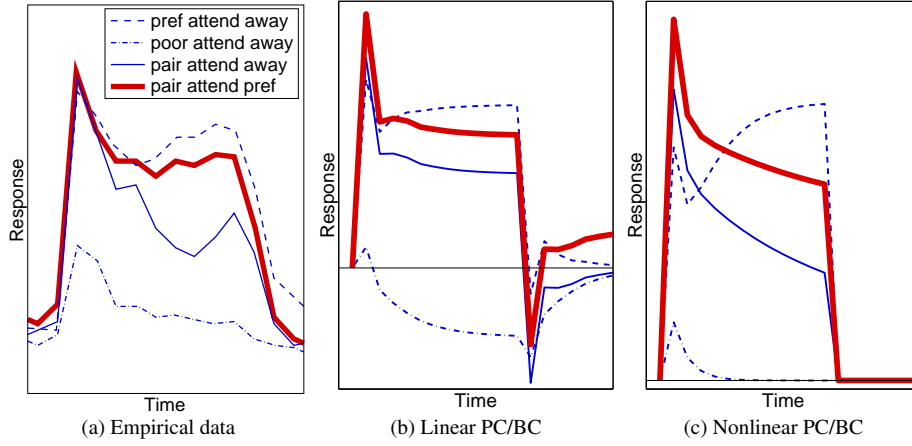 pref attend away
poor attend away
pair attend away
pair attend pref
Response
Time
(a) Empirical data
Response
Time
(b) Linear PC/BC
Response
Time
(c) Nonlinear PC/BC